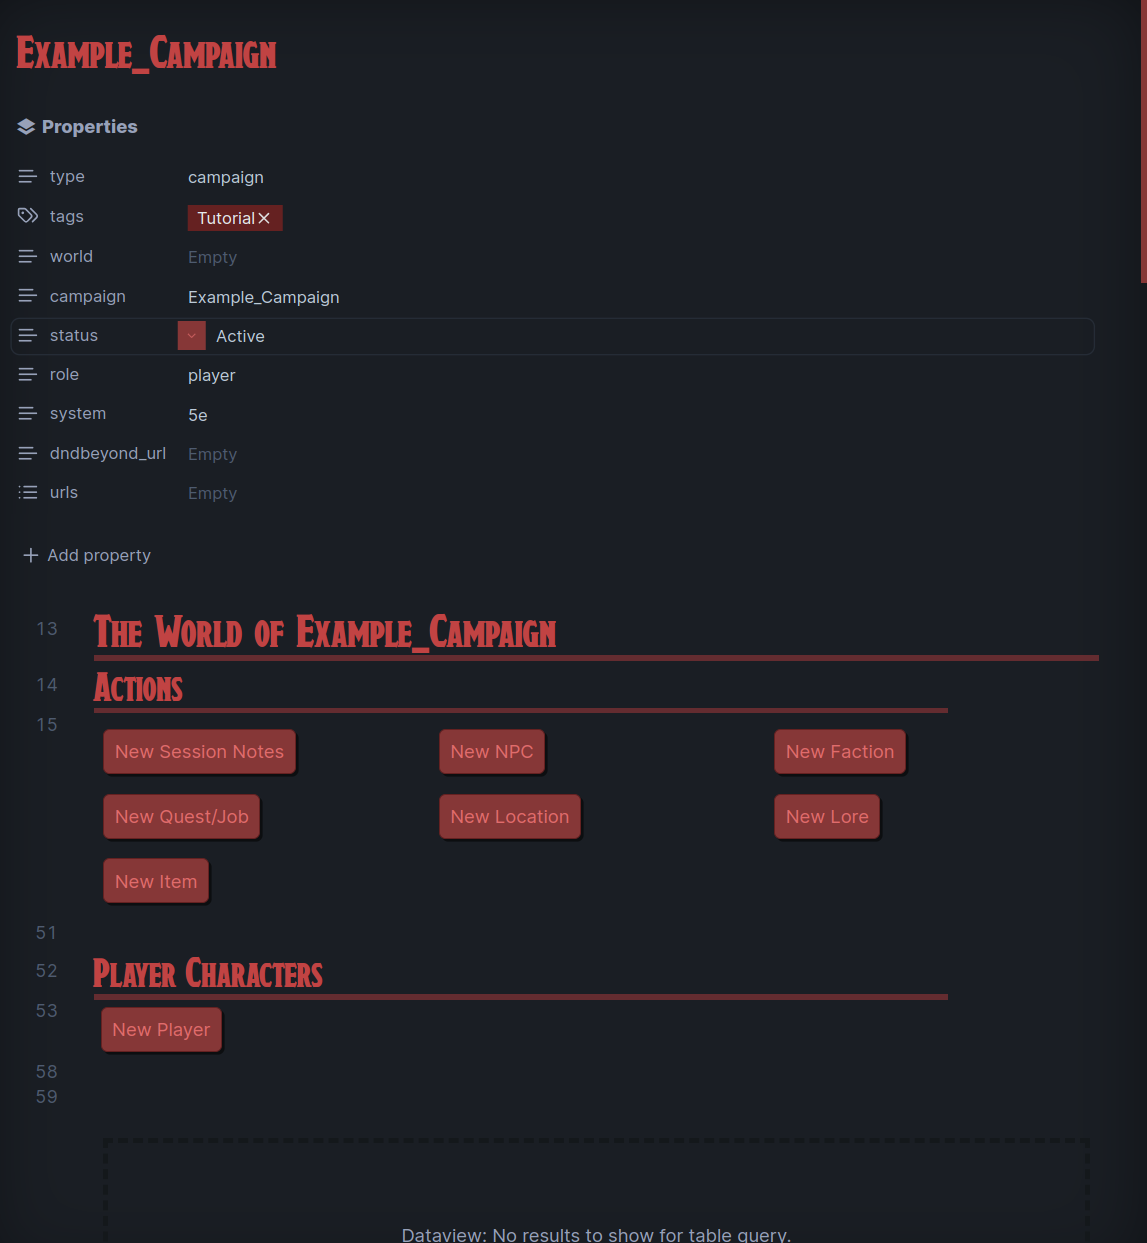 Example_Campaign
Properties
type campaign
tags Tutorial
world Empty
campaign Example_Campaign
status Active
role player
system 5e
dndbeyond_url Empty
urls Empty
Add property
13 The World of Example_Campaign
14 Actions
15
New Session Notes New NPC New Faction
New Quest/Job New Location New Lore
New Item
51
52 Player Characters
53
New Player
58
59
Dataview: No results to show for table query.